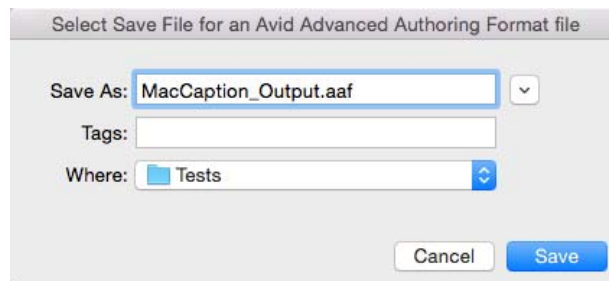 Select Save File for an Avid Advanced Authoring Format file
Save As: MacCaption_Output.aaf
Tags:
Where: Tests
Cancel Save